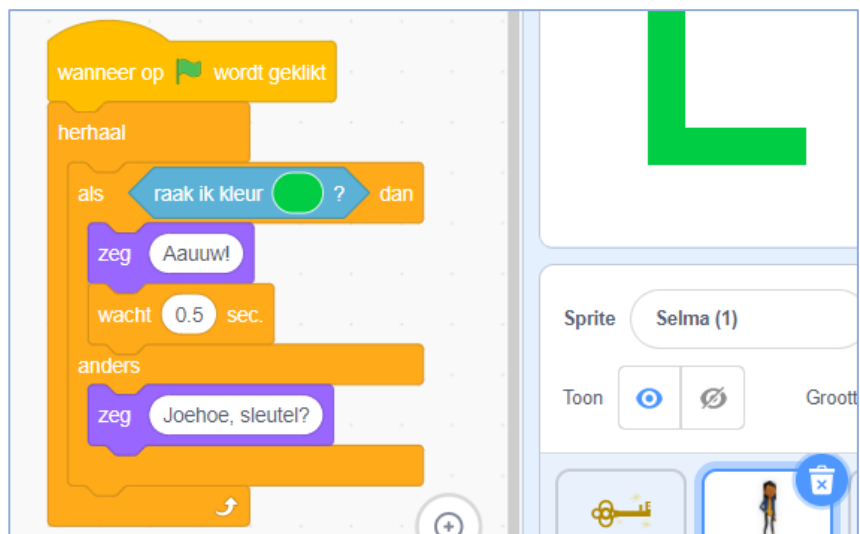 wanneer op wordt geklikt
herhaal
als raak ik kleur ? dan
zeg Aauuw!
wacht 0.5 sec.
anders
zeg Joehoe, sleutel?
Sprite Selma (1)
Toon Groott